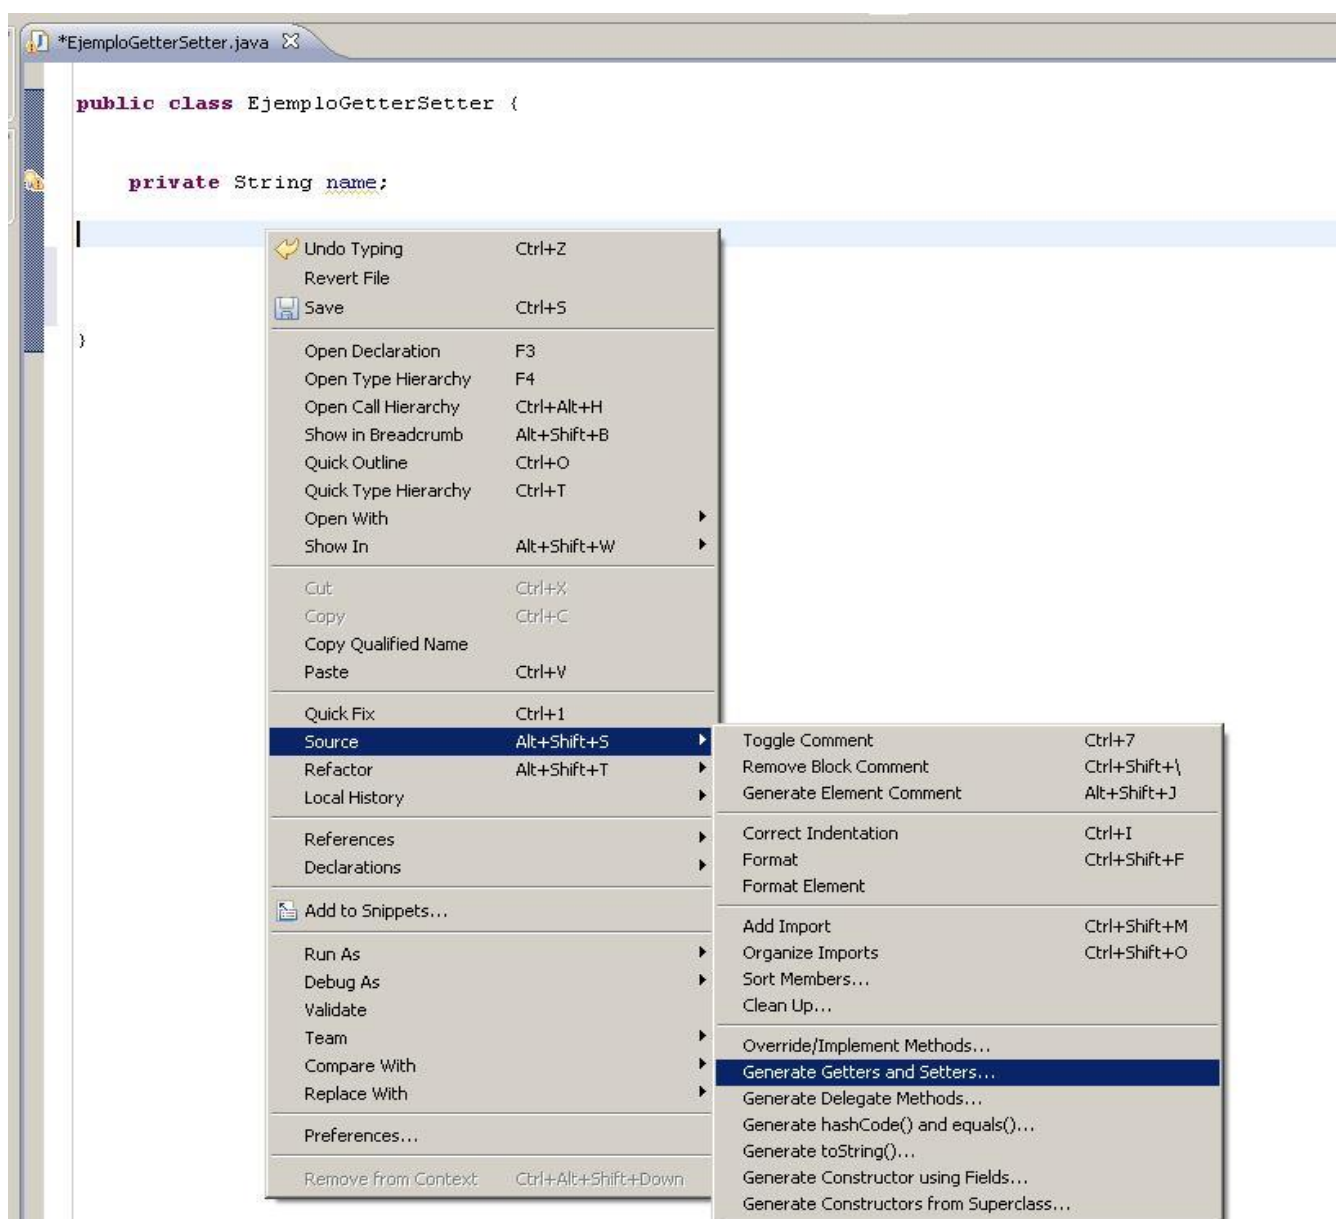 *EjemploGetterSetter.java
public class EjemploGetterSetter {
private String name;
}
Undo Typing Ctrl+Z
Revert File
Save Ctrl+S
Open Declaration F3
Open Type Hierarchy F4
Open Call Hierarchy Ctrl+Alt+H
Show in Breadcrumb Alt+Shift+B
Quick Outline Ctrl+O
Quick Type Hierarchy Ctrl+T
Open With
Show In Alt+Shift+W
Cut Ctrl+X
Copy Ctrl+C
Copy Qualified Name
Paste Ctrl+V
Quick Fix Ctrl+1
Source Alt+Shift+S
Refactor Alt+Shift+T
Local History
References
Declarations
Add to Snippets...
Run As
Debug As
Validate
Team
Compare With
Replace With
Preferences...
Remove from Context Ctrl+Alt+Shift+Down
Toggle Comment Ctrl+7
Remove Block Comment Ctrl+Shift+\
Generate Element Comment Alt+Shift+J
Correct Indentation Ctrl+I
Format Ctrl+Shift+F
Format Element
Add Import Ctrl+Shift+M
Organize Imports Ctrl+Shift+O
Sort Members...
Clean Up...
Override/Implement Methods...
Generate Getters and Setters...
Generate Delegate Methods...
Generate hashCode() and equals()...
Generate toString()...
Generate Constructor using Fields...
Generate Constructors from Superclass...